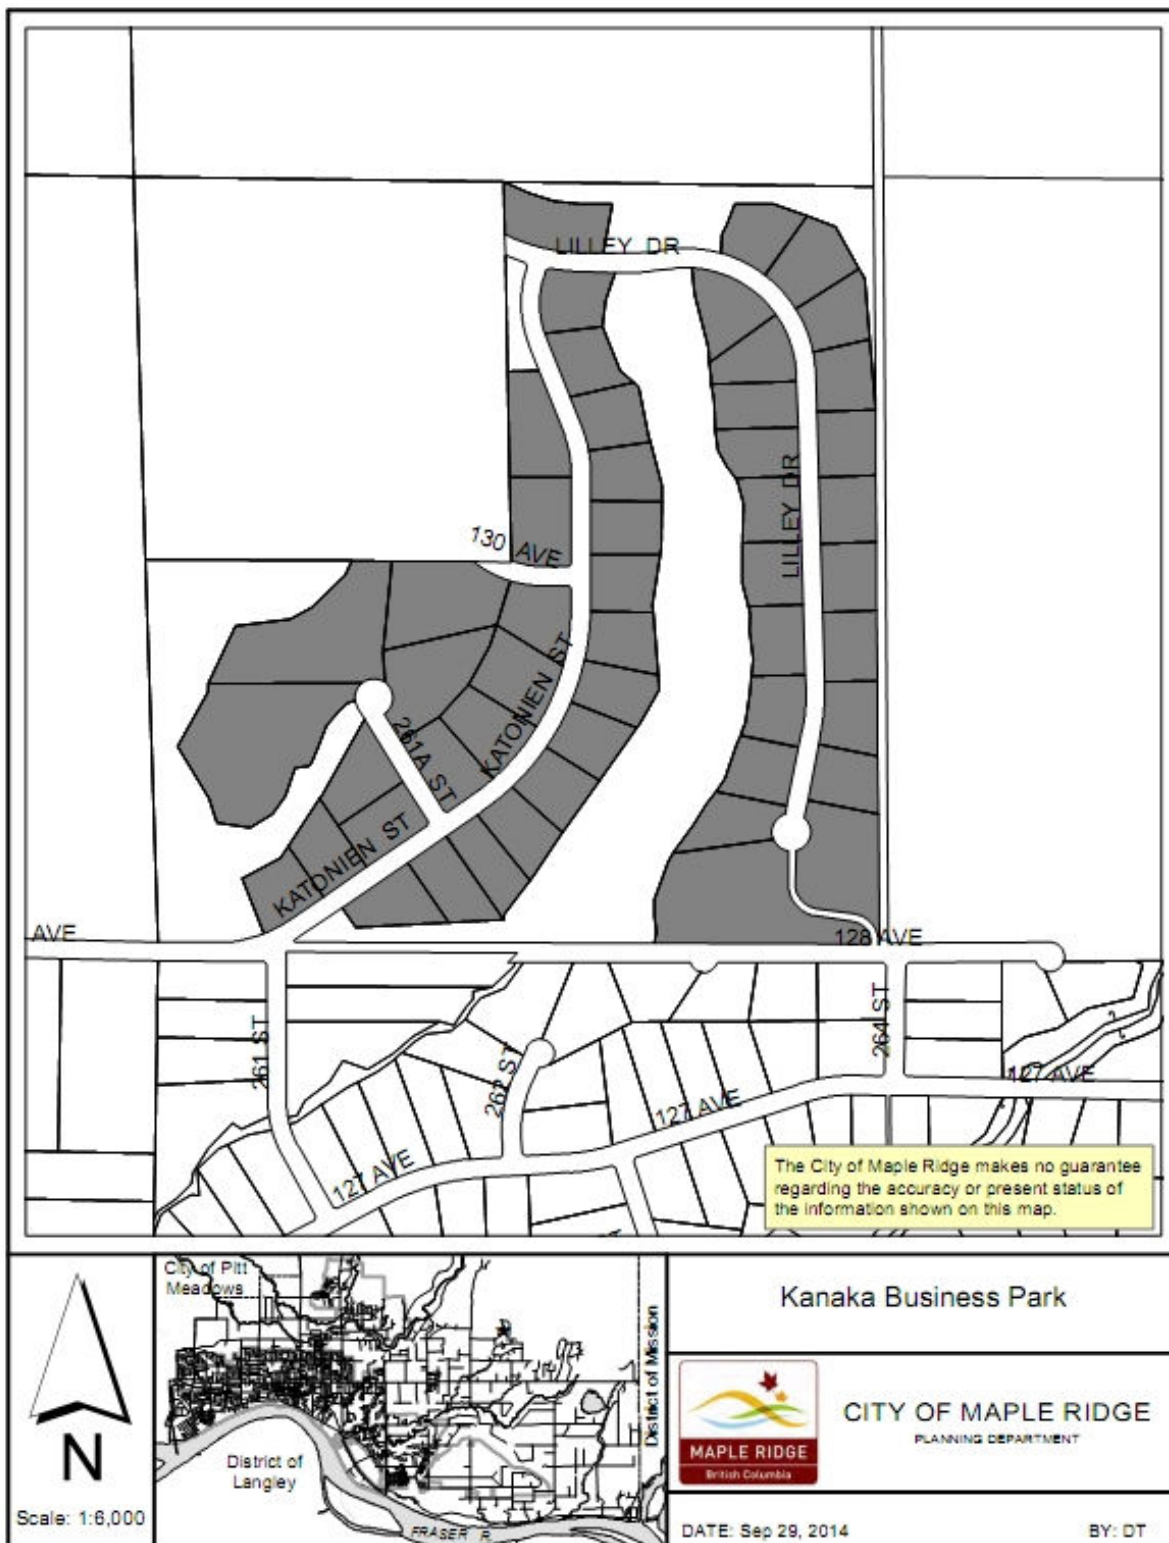 LILLEY DR
LILLEY DR
130 AVE
KATONIEN ST
261A ST
KATONIEN ST
AVE
128 AVE
261 ST
262 ST
264 ST
127 AVE
127 AVE
127 AVE
The City of Maple Ridge makes no guarantee
regarding the accuracy or present status of
the information shown on this map.
N
Scale: 1:6,000
City of Pitt
Meadows
District of
Langley
District of Mission
FRASER R.
Kanaka Business Park
MAPLE RIDGE
British Columbia
CITY OF MAPLE RIDGE
PLANNING DEPARTMENT
DATE: Sep 29, 2014
BY: DT